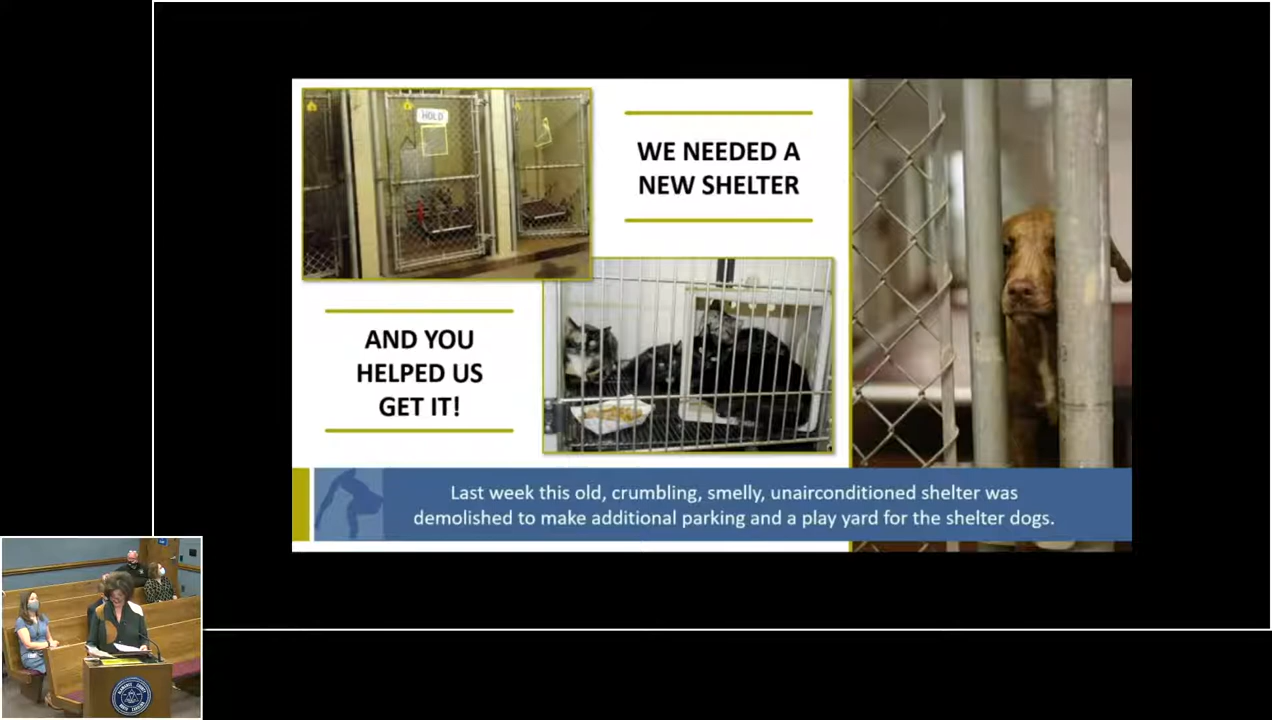 HOLD
WE NEEDED A
NEW SHELTER
AND YOU
HELPED US
GET IT!
Last week this old, crumbling, smelly, unairconditioned shelter was
demolished to make additional parking and a play yard for the shelter dogs.